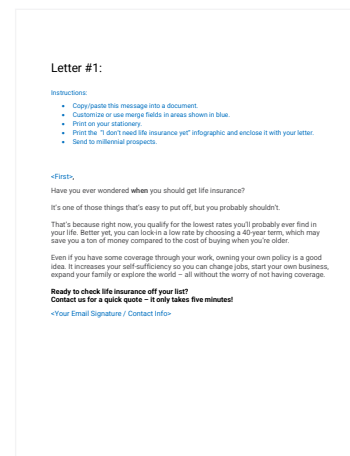 Letter #1:
Instructions:
• Copy/paste this message into a document.
• Customize or use merge fields in areas shown in blue.
• Print on your stationery.
• Print the "I don't need life insurance yet" infographic and enclose it with your letter.
• Send to millennial prospects.
<First>,
Have you ever wondered when you should get life insurance?
It's one of those things that's easy to put off, but you probably shouldn't.
That's because right now, you qualify for the lowest rates you'll probably ever find in
your life. Better yet, you can lock-in a low rate by choosing a 40-year term, which may
save you a ton of money compared to the cost of buying when you're older.
Even if you have some coverage through your work, owning your own policy is a good
idea. It increases your self-sufficiency so you can change jobs, start your own business,
expand your family or explore the world – all without the worry of not having coverage.
Ready to check life insurance off your list?
Contact us for a quick quote – it only takes five minutes!
<Your Email Signature / Contact Info>